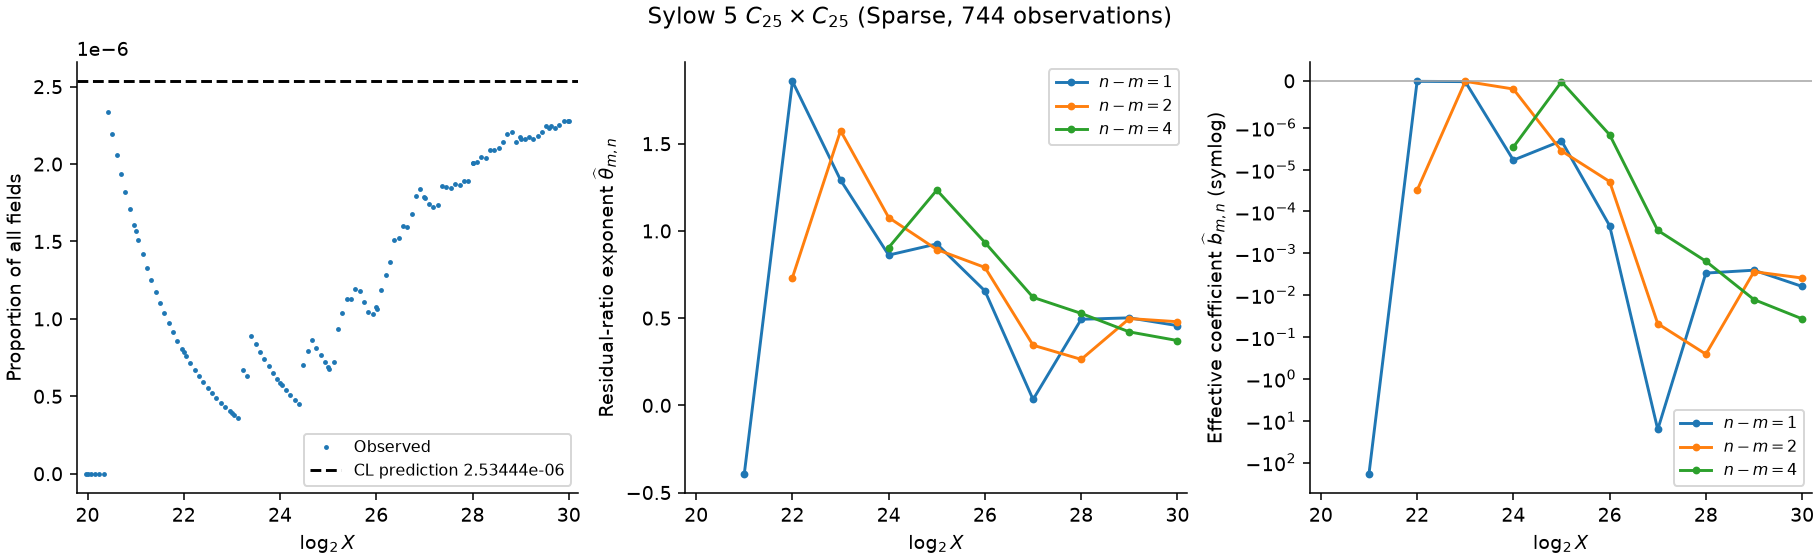 Sylow 5 C₂₅ × C₂₅ (Sparse, 744 observations)
1e−6
Proportion of all fields
2.5
2.0
1.5
1.0
0.5
0.0
Observed
CL prediction 2.53444e-06
20 22 24 26 28 30
log₂ X
Residual-ratio exponent θ̂ₘ,ₙ
1.5
1.0
0.5
0.0
−0.5
n − m = 1
n − m = 2
n − m = 4
20 22 24 26 28 30
log₂ X
Effective coefficient b̂ₘ,ₙ (symlog)
0
−10⁻⁶
−10⁻⁵
−10⁻⁴
−10⁻³
−10⁻²
−10⁻¹
−10⁰
−10¹
−10²
n − m = 1
n − m = 2
n − m = 4
20 22 24 26 28 30
log₂ X